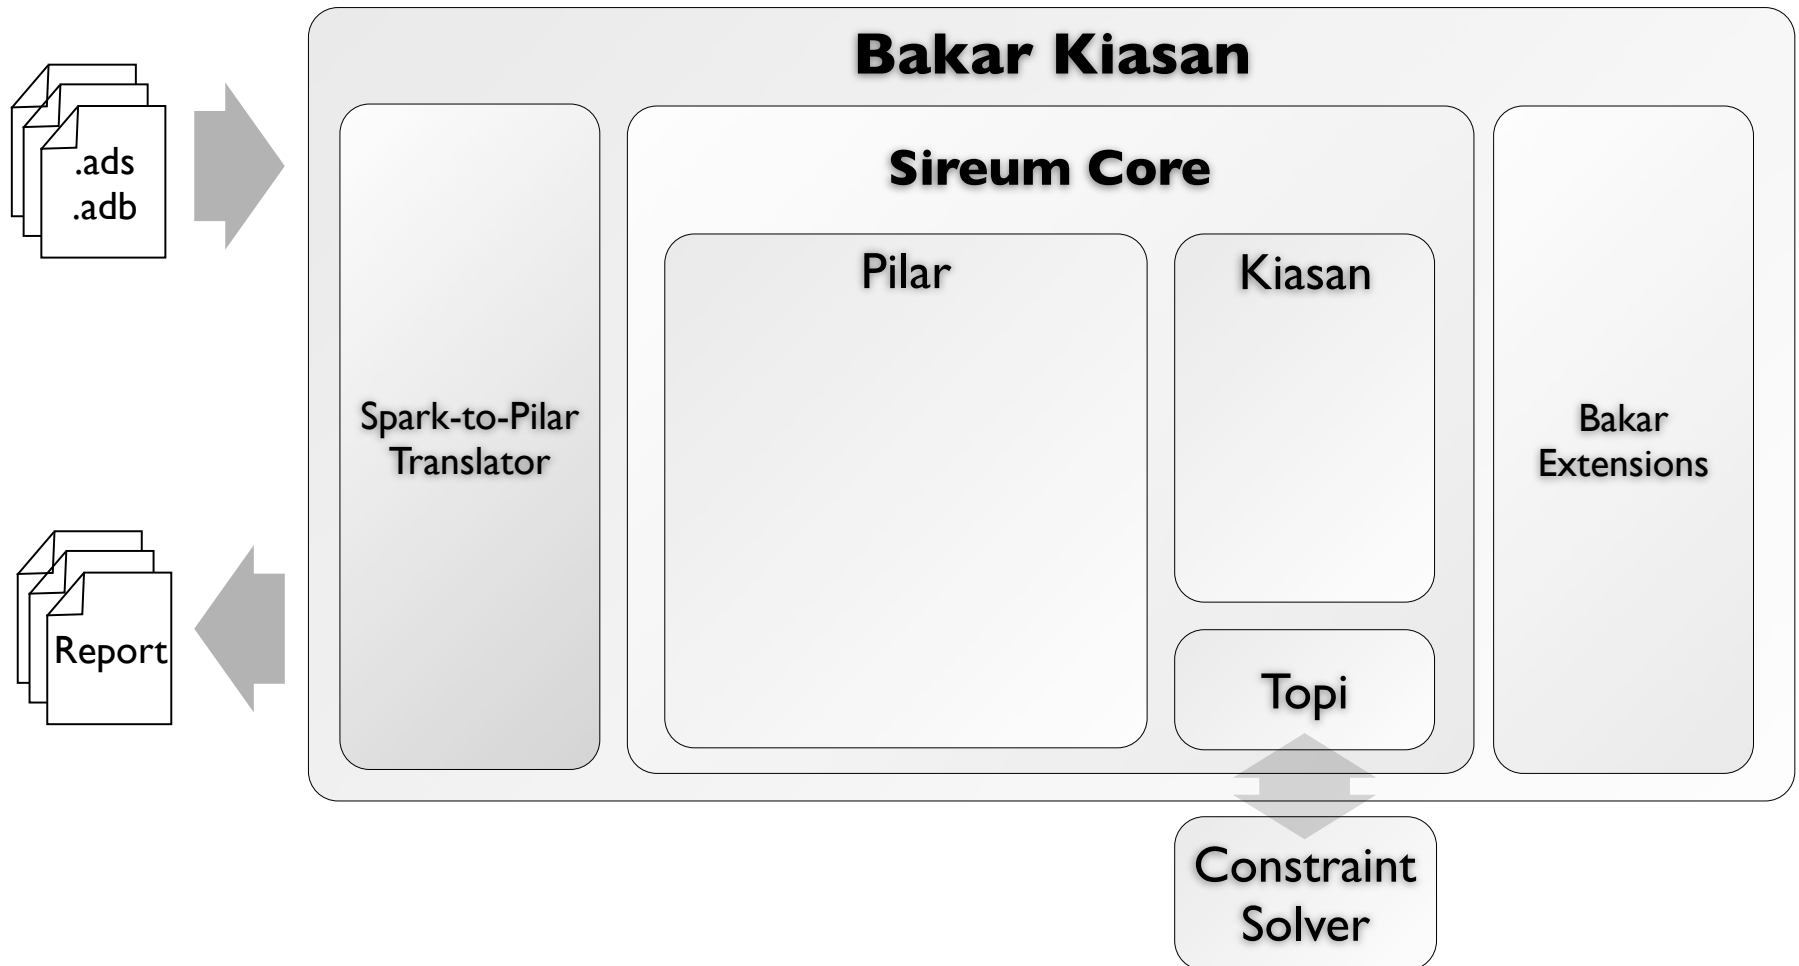 Bakar Kiasan
.ads
.adb
Sireum Core
Pilar
Kiasan
Spark-to-Pilar
Translator
Bakar
Extensions
Report
Topi
Constraint
Solver